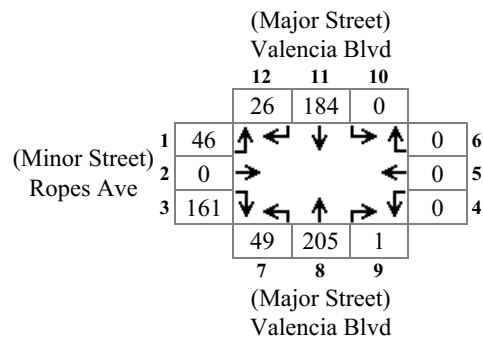 (Major Street)
Valencia Blvd
12 11 10
26 184 0
1 46 0 6
(Minor Street)
2 0 0 5
Ropes Ave
3 161 0 4
49 205 1
7 8 9
(Major Street)
Valencia Blvd